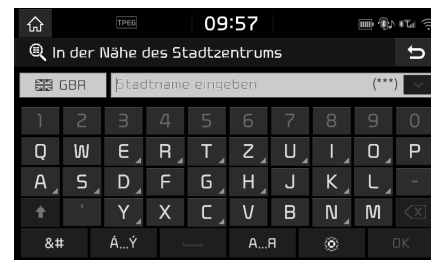 TPEG 09:57
In der Nähe des Stadtzentrums
GBR Stadtname eingeben (***)
1 2 3 4 5 6 7 8 9 0
Q W E R T Z U I O P
A S D F G H J K L -
' Y X C V B N M
&# Á...Ý A...Я OK